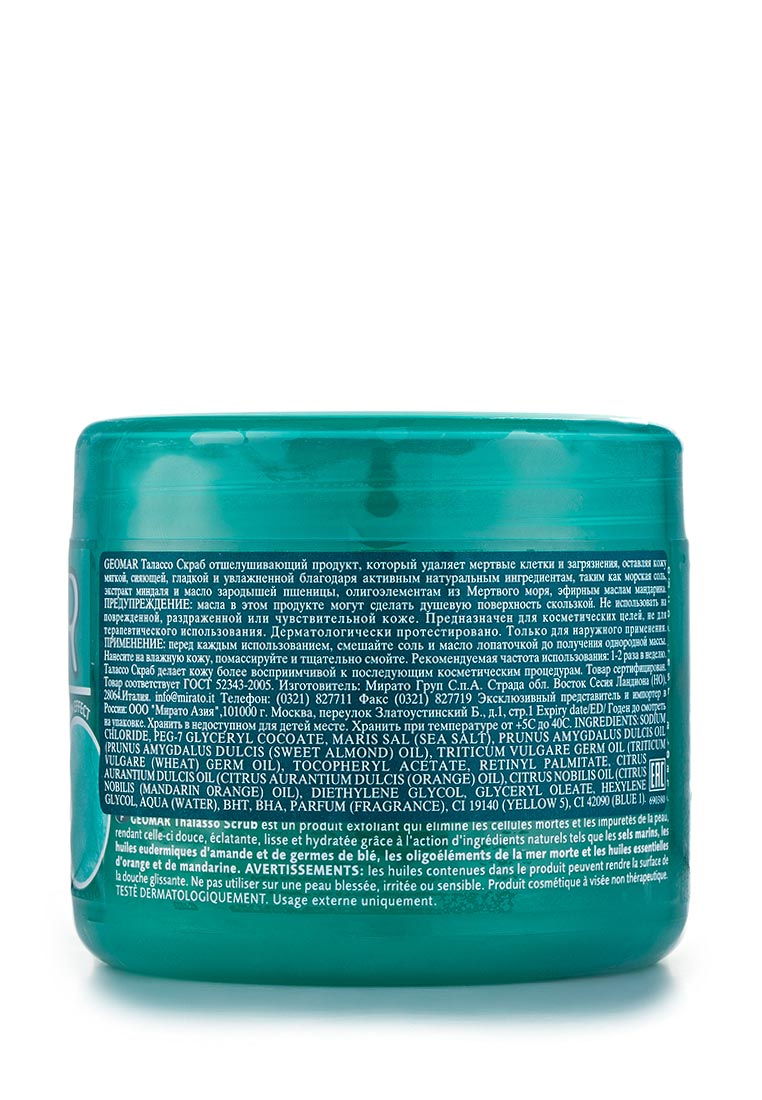 GEOMAR Таласco Скраб отшелушивающий продукт, который удаляет мертвые клетки и загрязнения, оставляя кожу
мягкой, сияющей, гладкой и увлажненной благодаря активным натуральным ингредиентам, таким как морская соль,
экстракт миндаля и масло зародышей пшеницы, олигоэлементам из Мертвого моря, эфирным маслам мандарина.
ПРЕДУПРЕЖДЕНИЕ: масла в этом продукте могут сделать душевую поверхность скользкой. Не использовать на
поврежденной, раздраженной или чувствительной коже. Предназначен для косметических целей, не для
терапевтического использования. Дерматологически протестировано. Только для наружного применения.
ПРИМЕНЕНИЕ: перед каждым использованием, смешайте соль и масло лопаточкой до получения однородной массы.
Нанесите на влажную кожу, помассируйте и тщательно смойте. Рекомендуемая частота использования: 1-2 раза в неделю.
Талассо Скраб делает кожу более восприимчивой к последующим косметическим процедурам. Товар сертифицирован.
Товар соответствует ГОСТ 52343-2005. Изготовитель: Мирато Груп С.п.А. Страда обл. Восток Сесия Ландиона (НО),
28064.Италия. info@mirato.it Телефон: (0321) 827711 Факс (0321) 827719 Эксклюзивный представитель и импортер в
России: ООО "Мирато Азия",101000 г. Москва, переулок Златоустинский Б., д.1, стр.1 Expiry date/ED/ Годен до смотреть
на упаковке. Хранить в недоступном для детей месте. Хранить при температуре от +5С до 40С. INGREDIENTS: SODIUM
CHLORIDE, PEG-7 GLYCERYL COCOATE, MARIS SAL (SEA SALT), PRUNUS AMYGDALUS DULCIS OIL
(PRUNUS AMYGDALUS DULCIS (SWEET ALMOND) OIL), TRITICUM VULGARE GERM OIL (TRITICUM
VULGARE (WHEAT) GERM OIL), TOCOPHERYL ACETATE, RETINYL PALMITATE, CITRUS
AURANTIUM DULCIS OIL (CITRUS AURANTIUM DULCIS (ORANGE) OIL), CITRUS NOBILIS OIL (CITRUS
NOBILIS (MANDARIN ORANGE) OIL), DIETHYLENE GLYCOL, GLYCERYL OLEATE, HEXYLENE
GLYCOL, AQUA (WATER), BHT, BHA, PARFUM (FRAGRANCE), CI 19140 (YELLOW 5), CI 42090 (BLUE 1).
EAC
690380
R
EFFECT
F GEOMAR Thalasso Scrub est un produit exfoliant qui élimine les cellules mortes et les impuretés de la peau,
rendant celle-ci douce, éclatante, lisse et hydratée grâce à l'action d'ingrédients naturels tels que les sels marins, les
huiles eudermiques d'amande et de germes de blé, les oligoéléments de la mer morte et les huiles essentielles
d'orange et de mandarine. AVERTISSEMENTS: les huiles contenues dans le produit peuvent rendre la surface de
la douche glissante. Ne pas utiliser sur une peau blessée, irritée ou sensible. Produit cosmétique à visée non thérapeutique.
TESTÉ DERMATOLOGIQUEMENT. Usage externe uniquement.